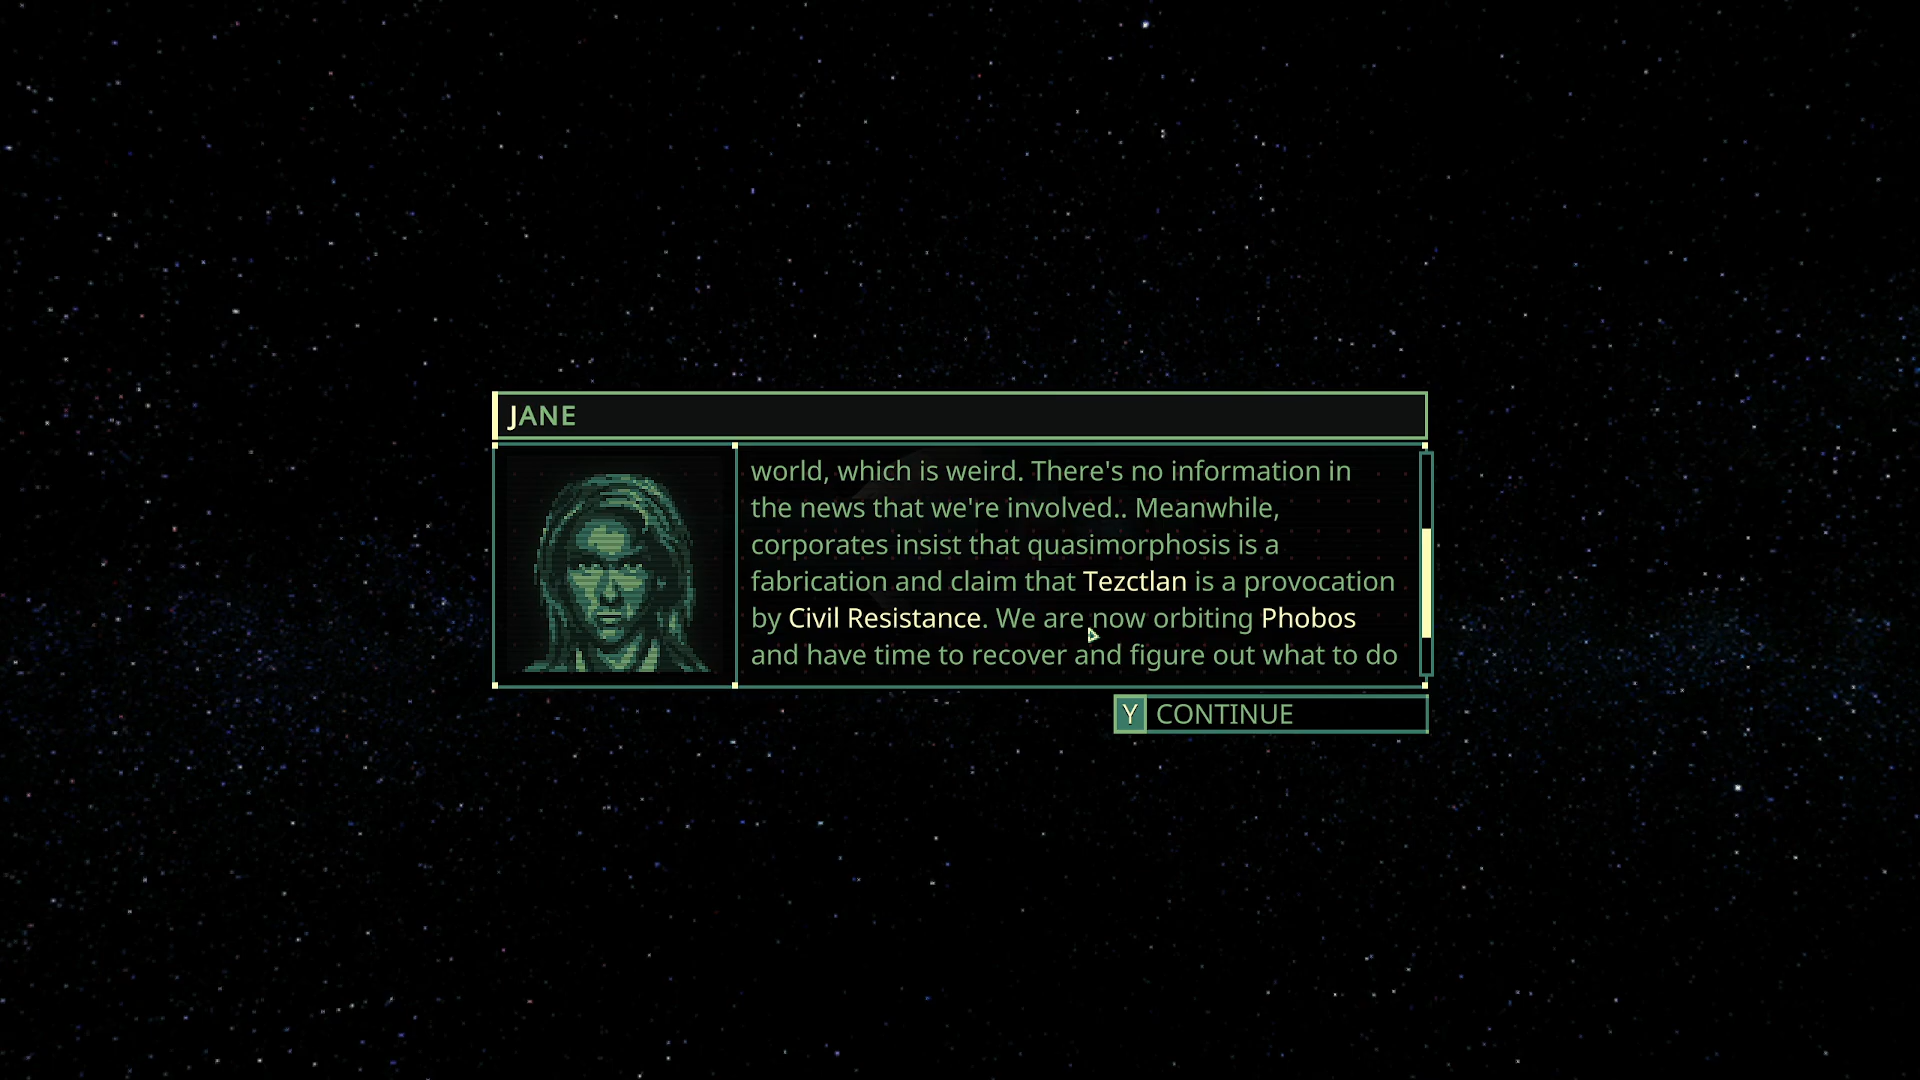 JANE
world, which is weird. There's no information in
the news that we're involved.. Meanwhile,
corporates insist that quasimorphosis is a
fabrication and claim that Tezctlan is a provocation
by Civil Resistance. We are now orbiting Phobos
and have time to recover and figure out what to do
Y CONTINUE